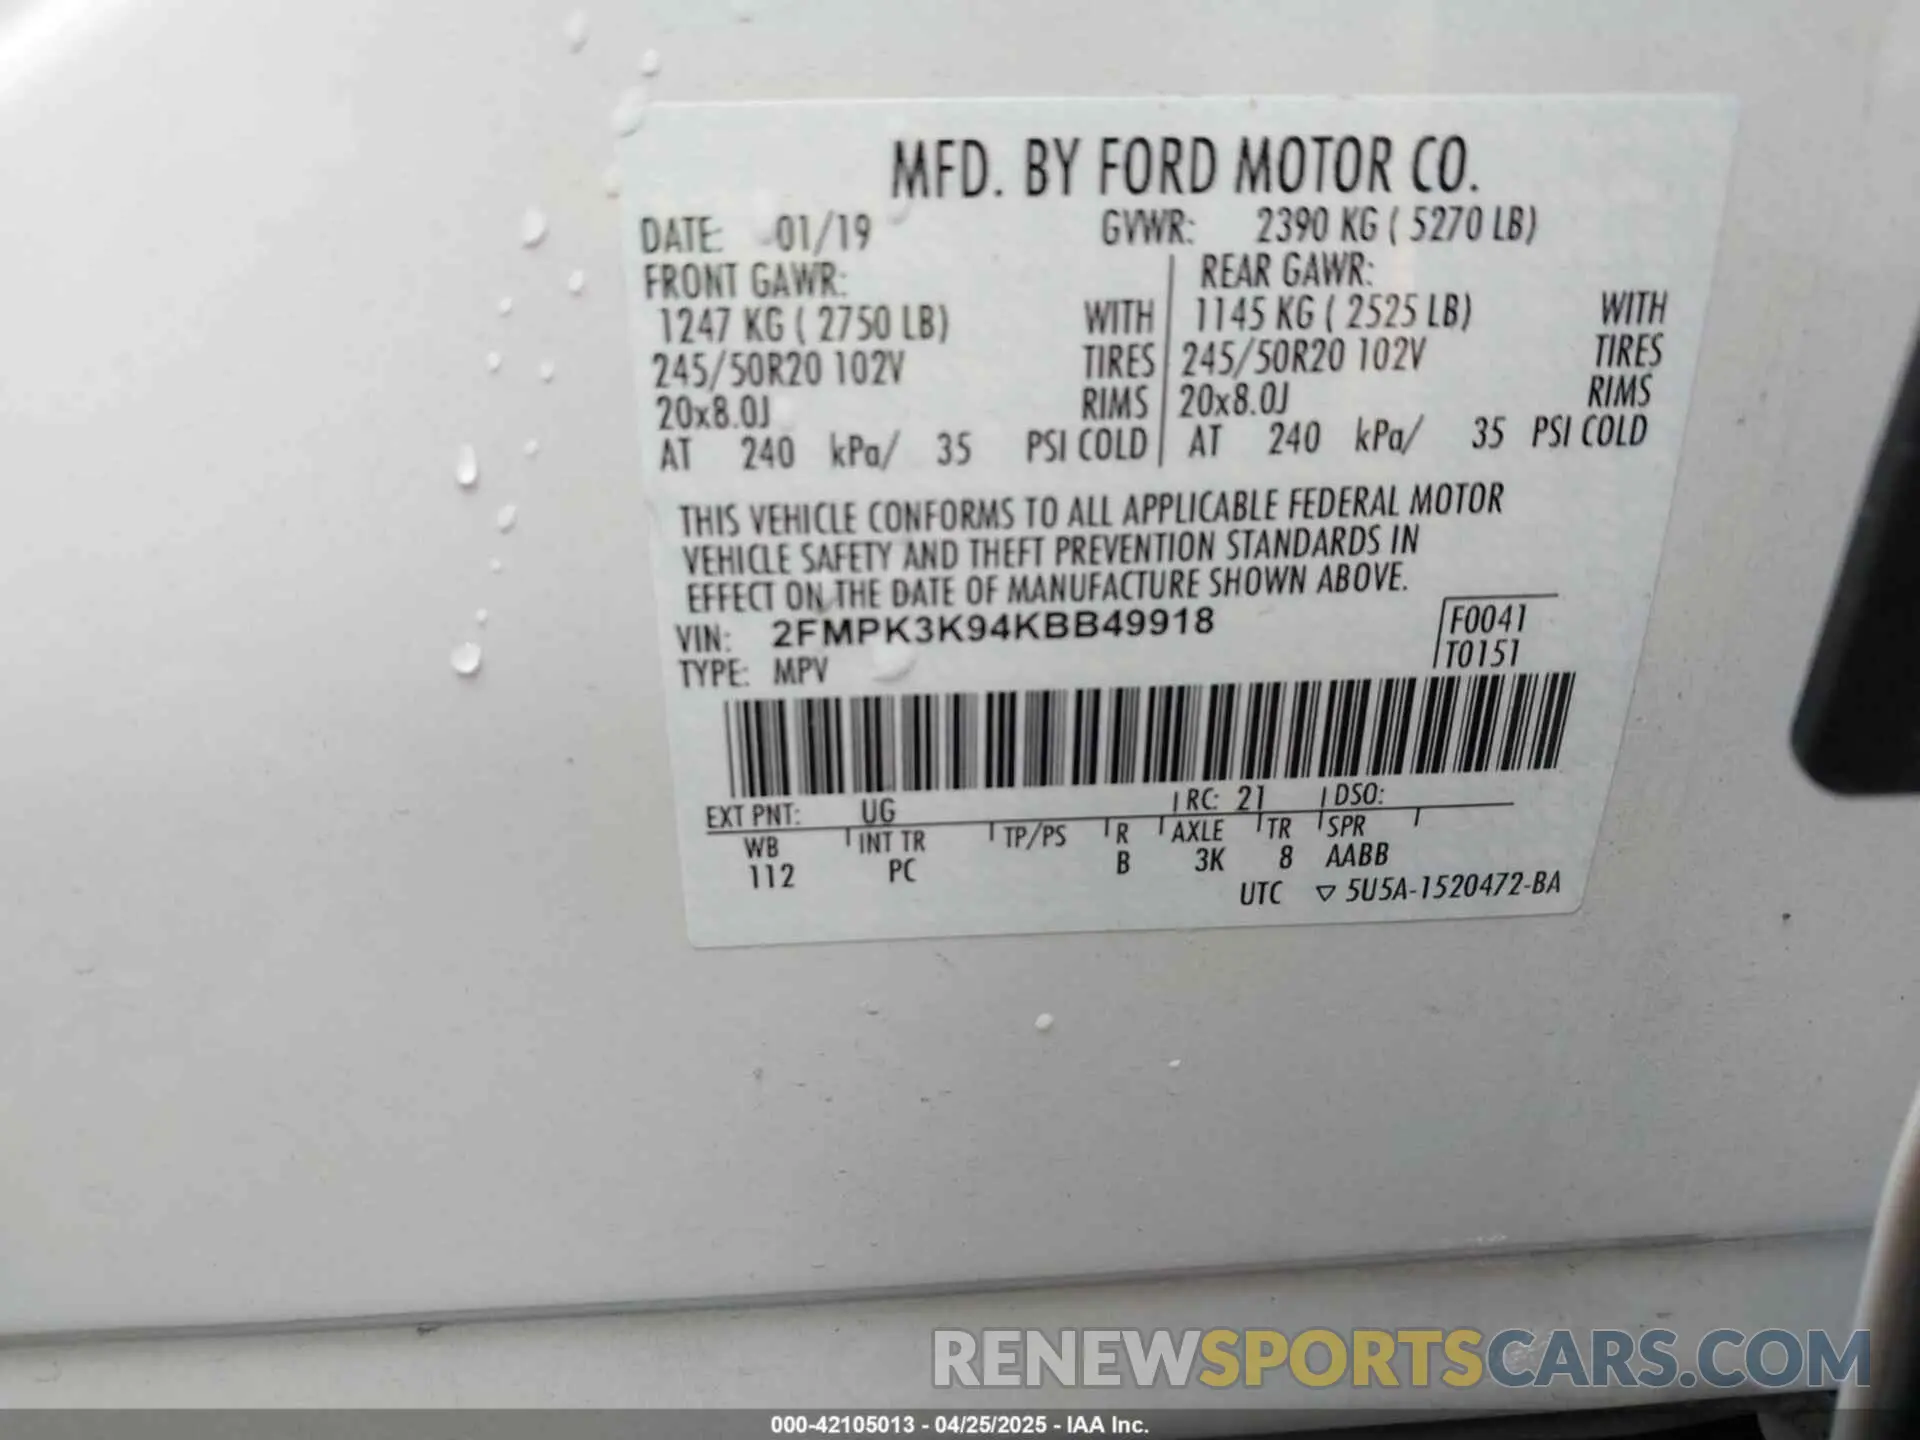 MFD. BY FORD MOTOR CO.
DATE: 01/19 GVWR: 2390 KG ( 5270 LB)
FRONT GAWR: REAR GAWR:
1247 KG ( 2750 LB) WITH 1145 KG ( 2525 LB) WITH
245/50R20 102V TIRES 245/50R20 102V TIRES
20x8.0J RIMS 20x8.0J RIMS
AT 240 kPa/ 35 PSI COLD AT 240 kPa/ 35 PSI COLD
THIS VEHICLE CONFORMS TO ALL APPLICABLE FEDERAL MOTOR
VEHICLE SAFETY AND THEFT PREVENTION STANDARDS IN
EFFECT ON THE DATE OF MANUFACTURE SHOWN ABOVE.
VIN: 2FMPK3K94KBB49918 F0041
TYPE: MPV T0151
EXT PNT: UG RC: 21 DSO:
WB INT TR TP/PS R AXLE TR SPR
112 PC B 3K 8 AABB
UTC ▽ 5U5A-1520472-BA
RENEWSPORTSCARS.COM
000-42105013 - 04/25/2025 - IAA Inc.